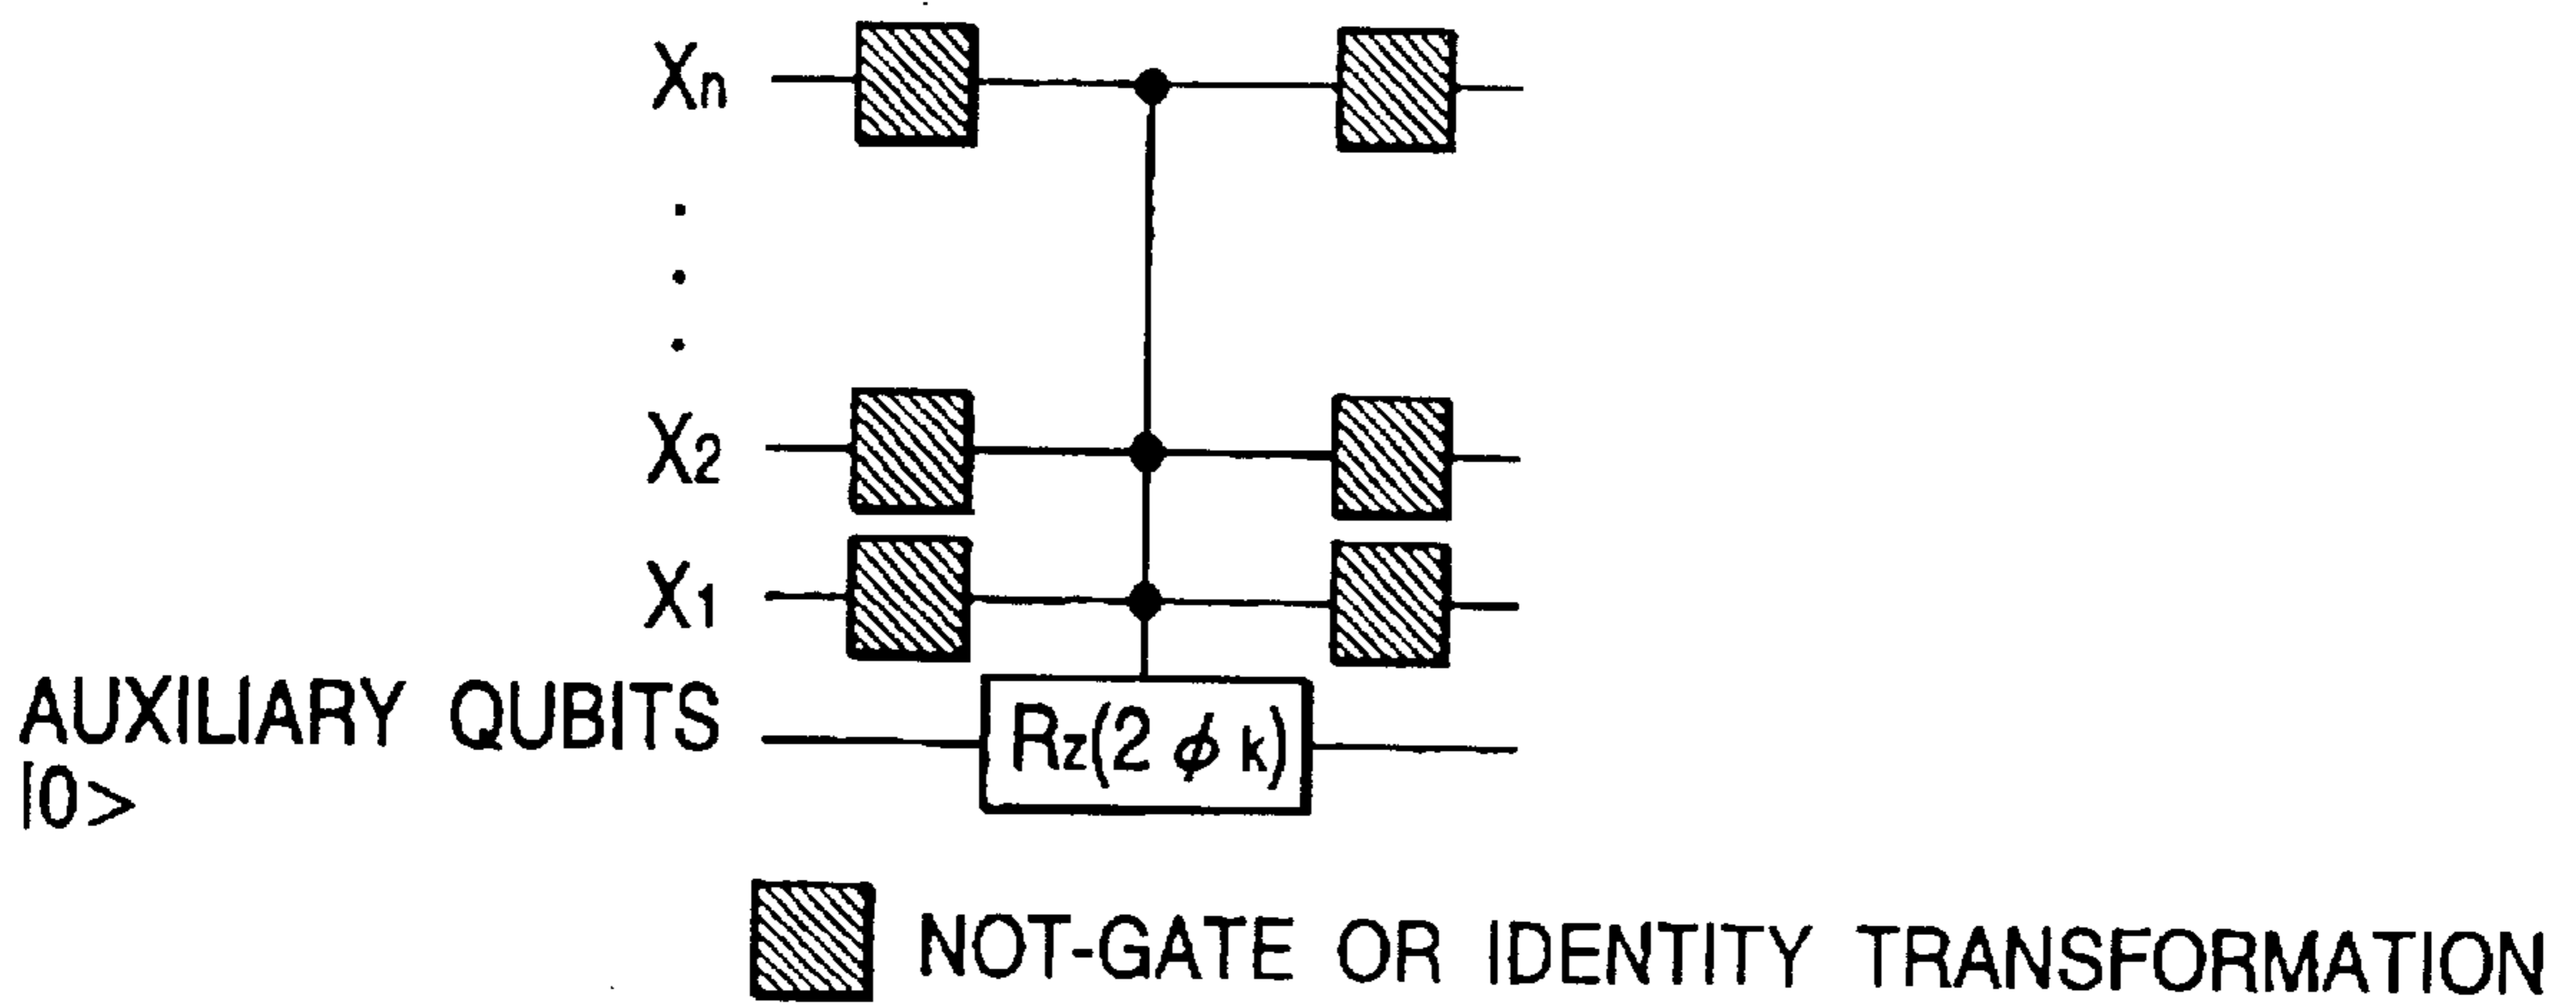 Xn
X2
X1
AUXILIARY QUBITS
|0>
Rz(2 ϕ k)
NOT-GATE OR IDENTITY TRANSFORMATION